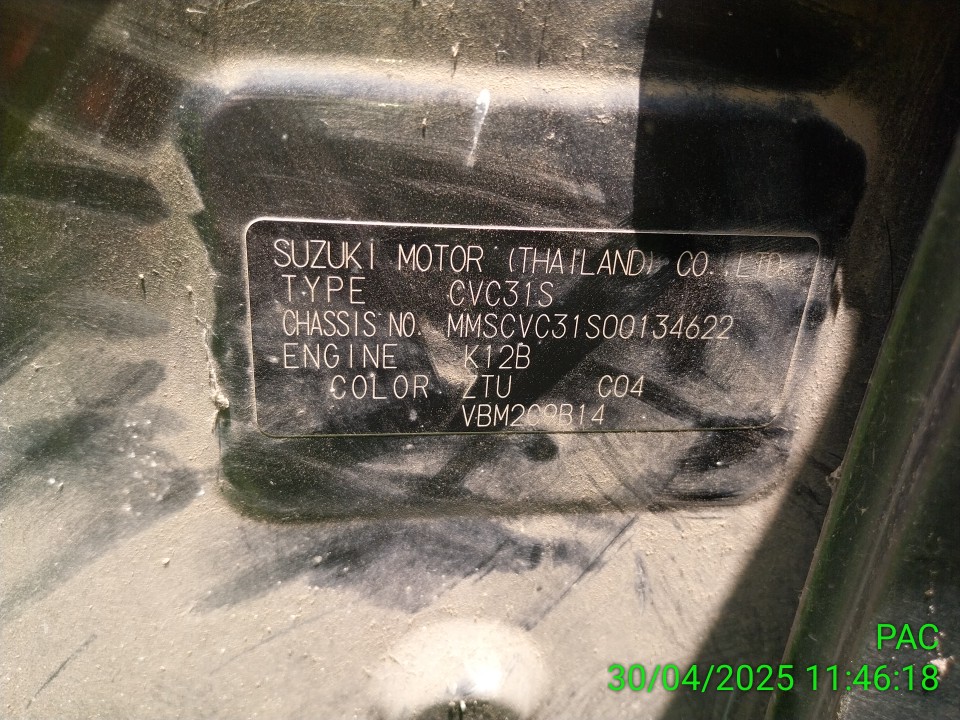 SUZUKI MOTOR (THAILAND) CO.,LTD.
TYPE CVC31S
CHASSIS NO. MMSCVC31S00134622
ENGINE K12B
COLOR ZTU C04
VBM2C9B14
PAC
30/04/2025 11:46:18